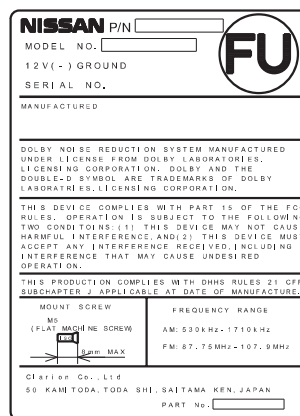 NISSAN P/N
FU
MODEL NO.
12V(-) GROUND
SERIAL NO.
MANUFACTURED
DOLBY NOISE REDUCTION SYSTEM MANUFACTURED
UNDER LICENSE FROM DOLBY LABORATORIES.
LICENSING CORPORATION. DOLBY AND THE
DOUBLE-D SYMBOL ARE TRADEMARKS OF DOLBY
LABORATRIES. LICENSING CORPORATION.
THIS DEVICE COMPLIES WITH PART 15 OF THE FC
RULES. OPERATION IS SUBJECT TO THE FOLLOWIN
TWO CONDITOINS:(1) THIS DEVICE MAY NOT CAUS
HARMFUL INTERFERENCE, AND(2) THIS DEVICE MUS
ACCEPT ANY INTERFERENCE RECEIVED, INCLUDING
INTERFERENCE THAT MAY CAUSE UNDESIRED
OPERATION.
THIS PRODUCTION COMPLIES WITH DHHS RULES 21 CFR
SUBCHAPTER J APPLICABLE AT DATE OF MANUFACTURE.
MOUNT SCREW
M5
(FLAT MACHINE SCREW)
8mm MAX
FREQUENCY RANGE
AM: 530kHz-1710kHz
FM: 87.75MHz-107.9MHz
Clarion Co., Ltd
50 KAMITODA, TODA SHI, SAITAMA KEN, JAPAN
PART No.